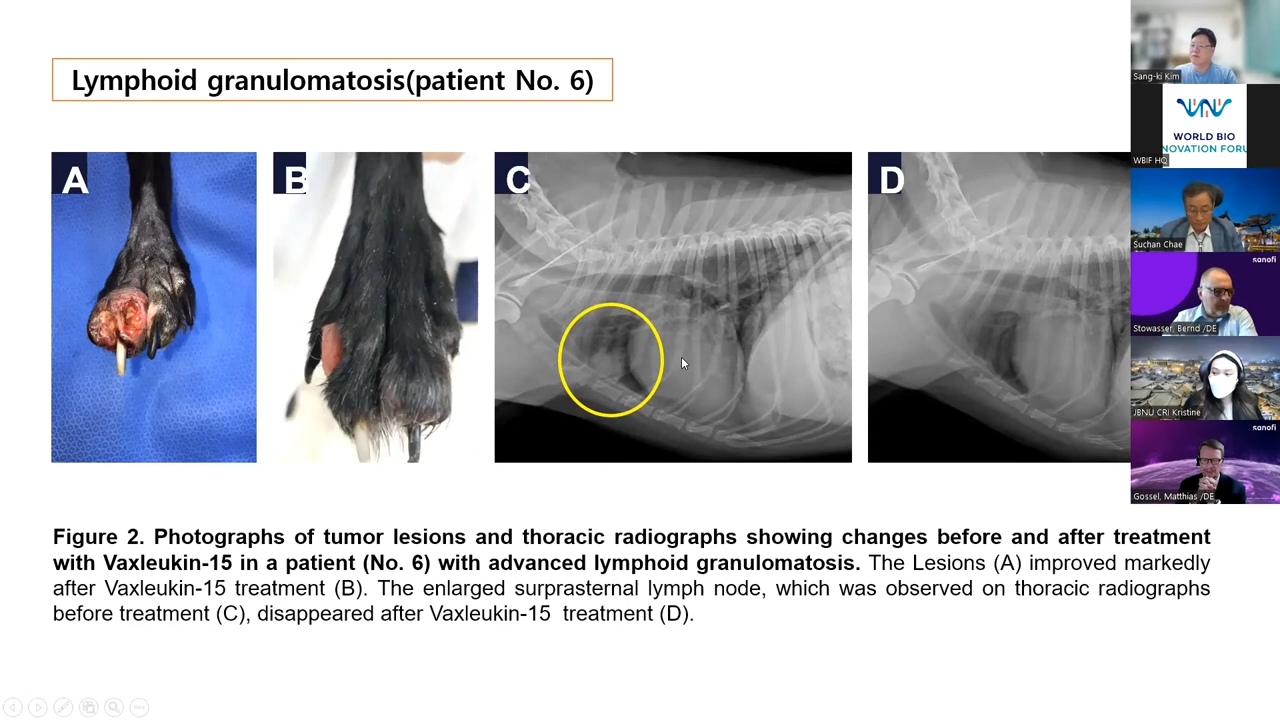 Lymphoid granulomatosis(patient No. 6)
A
B
C
D
Figure 2. Photographs of tumor lesions and thoracic radiographs showing changes before and after treatment
with Vaxleukin-15 in a patient (No. 6) with advanced lymphoid granulomatosis. The Lesions (A) improved markedly
after Vaxleukin-15 treatment (B). The enlarged surprasternal lymph node, which was observed on thoracic radiographs
before treatment (C), disappeared after Vaxleukin-15 treatment (D).
Sang-ki Kim
WORLD BIO
NOVATION FORU
WBIF HQ
Suchan Chae
sanofi
Stowasser, Bernd /DE
JBNU CRI Kristine
sanofi
Gossel, Matthias /DE